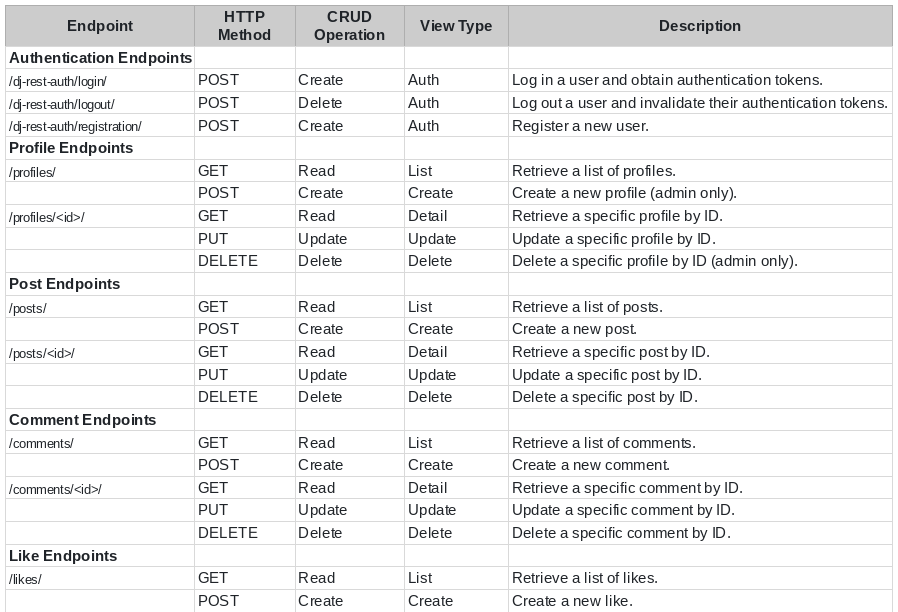 Endpoint HTTP Method CRUD Operation View Type Description
Authentication Endpoints
/dj-rest-auth/login/ POST Create Auth Log in a user and obtain authentication tokens.
/dj-rest-auth/logout/ POST Delete Auth Log out a user and invalidate their authentication tokens.
/dj-rest-auth/registration/ POST Create Auth Register a new user.
Profile Endpoints
/profiles/ GET Read List Retrieve a list of profiles.
POST Create Create Create a new profile (admin only).
/profiles/<id>/ GET Read Detail Retrieve a specific profile by ID.
PUT Update Update Update a specific profile by ID.
DELETE Delete Delete Delete a specific profile by ID (admin only).
Post Endpoints
/posts/ GET Read List Retrieve a list of posts.
POST Create Create Create a new post.
/posts/<id>/ GET Read Detail Retrieve a specific post by ID.
PUT Update Update Update a specific post by ID.
DELETE Delete Delete Delete a specific post by ID.
Comment Endpoints
/comments/ GET Read List Retrieve a list of comments.
POST Create Create Create a new comment.
/comments/<id>/ GET Read Detail Retrieve a specific comment by ID.
PUT Update Update Update a specific comment by ID.
DELETE Delete Delete Delete a specific comment by ID.
Like Endpoints
/likes/ GET Read List Retrieve a list of likes.
POST Create Create Create a new like.